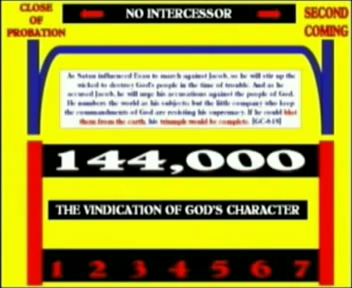 CLOSE
OF
PROBATION
NO INTERCESSOR
SECOND
COMING
As Satan influenced Esau to march against Jacob, so he will stir up the
wicked to destroy God's people in the time of trouble. And as he
accused Jacob, he will urge his accusations against the people of God.
He numbers the world as his subjects; but the little company who keep
the commandments of God are resisting his supremacy. If he could blot
them from the earth, his triumph would be complete. {GC 618}
144,000
THE VINDICATION OF GOD'S CHARACTER
1 2 3 4 5 6 7